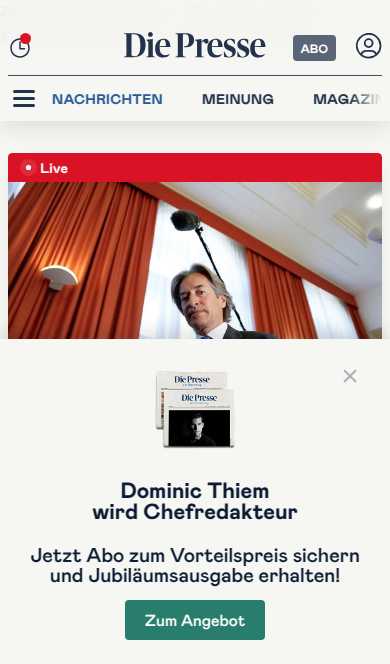 Die Presse
ABO
NACHRICHTEN MEINUNG MAGAZIN
Live
Die Presse
Die Presse
Dominic Thiem
wird Chefredakteur
Jetzt Abo zum Vorteilspreis sichern
und Jubiläumsausgabe erhalten!
Zum Angebot